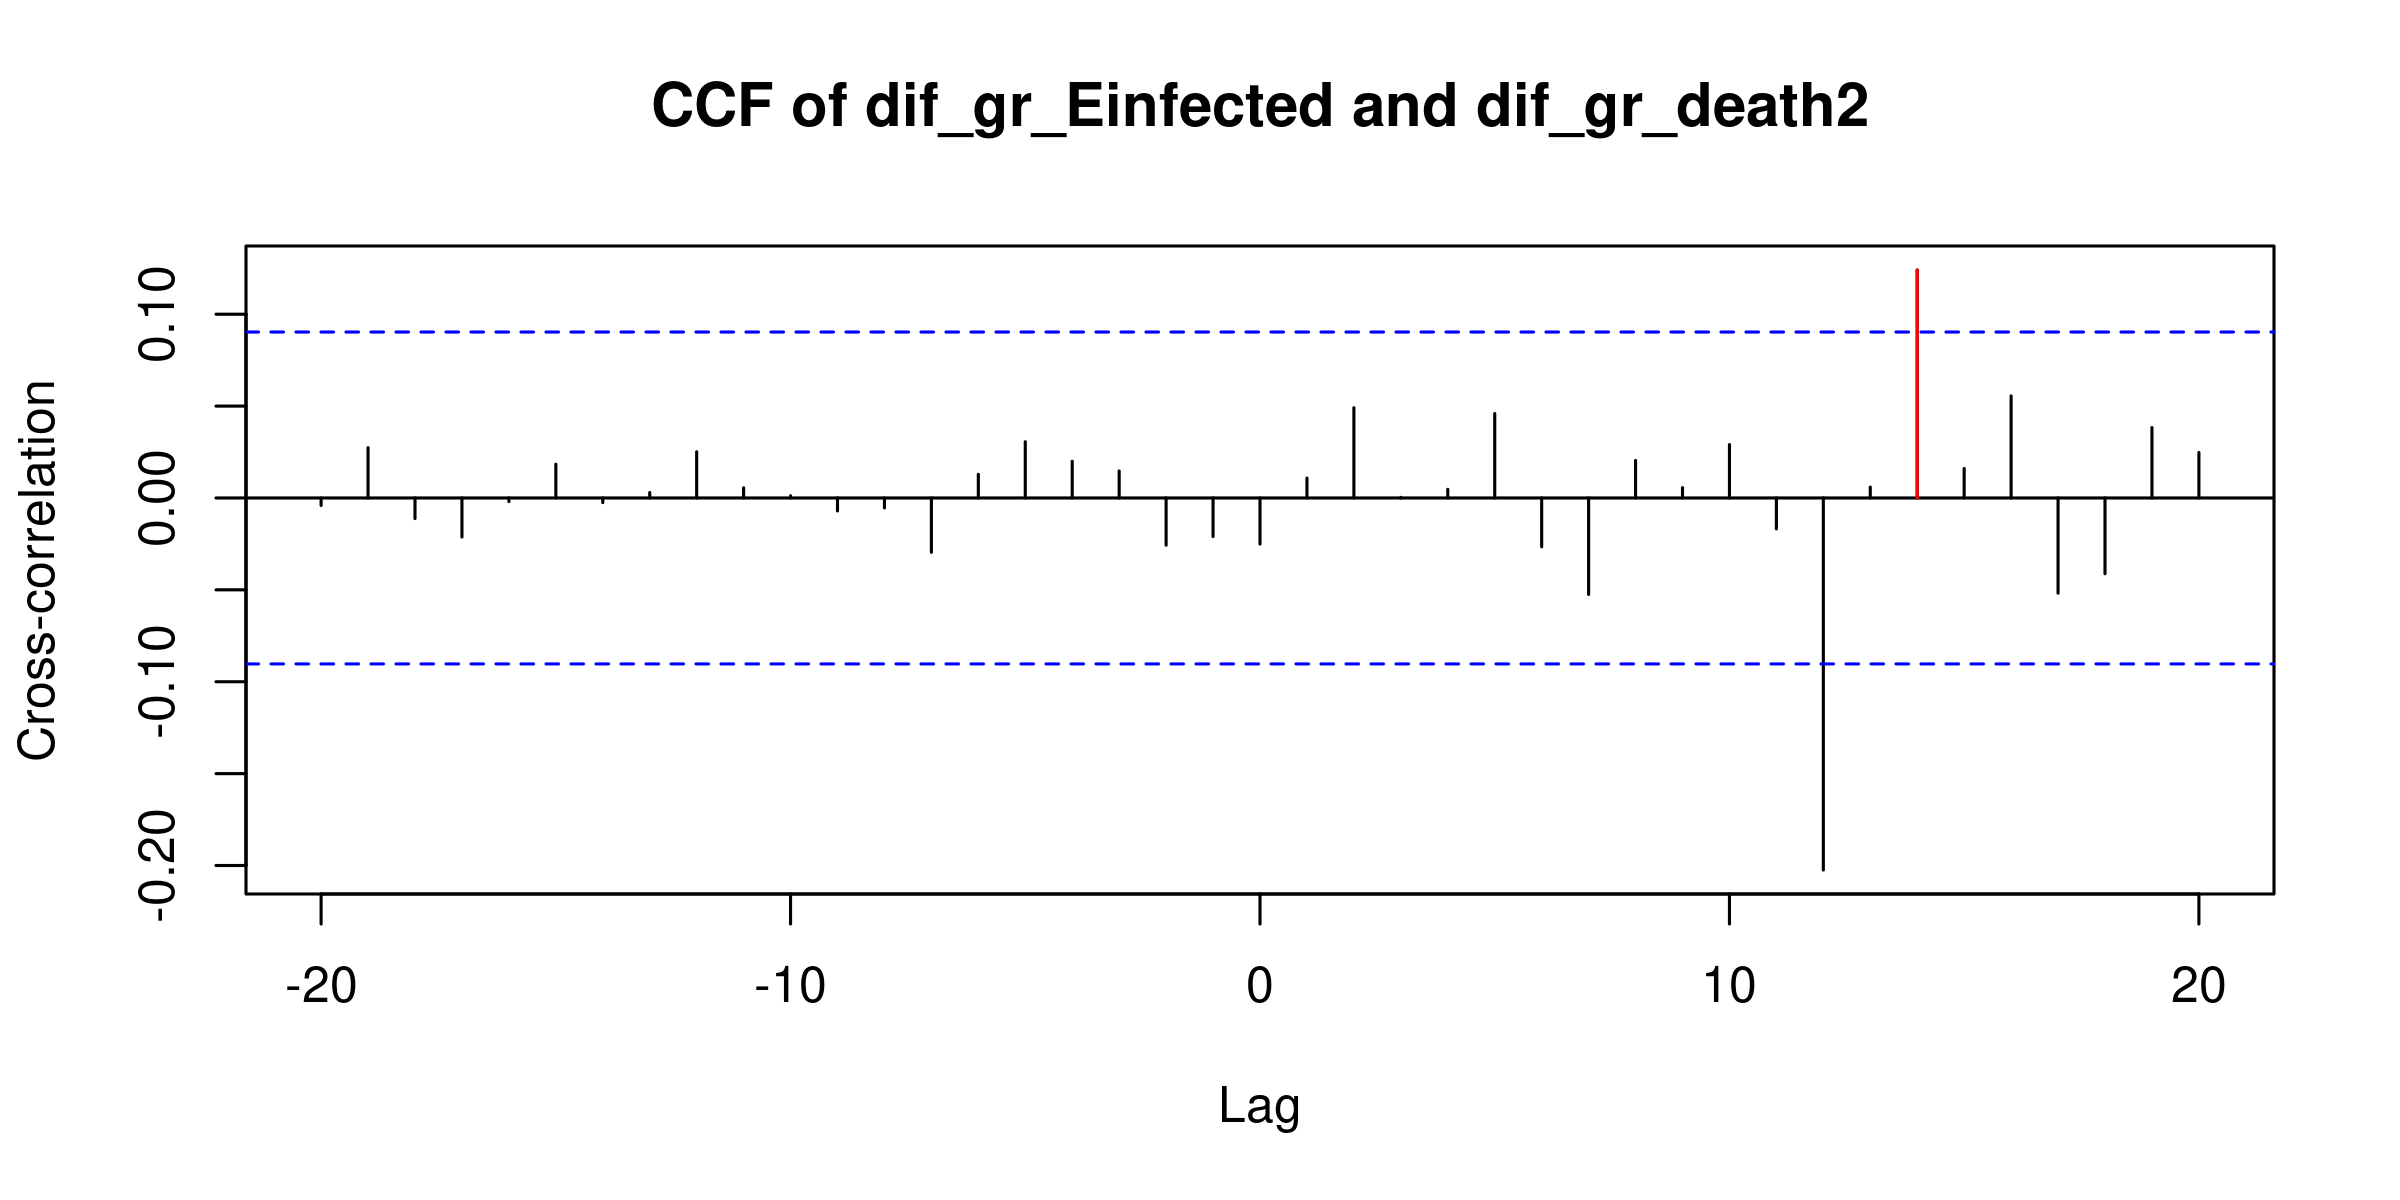 CCF of dif_gr_Einfected and dif_gr_death2
Cross-correlation
0.10
0.00
-0.10
-0.20
-20 -10 0 10 20
Lag